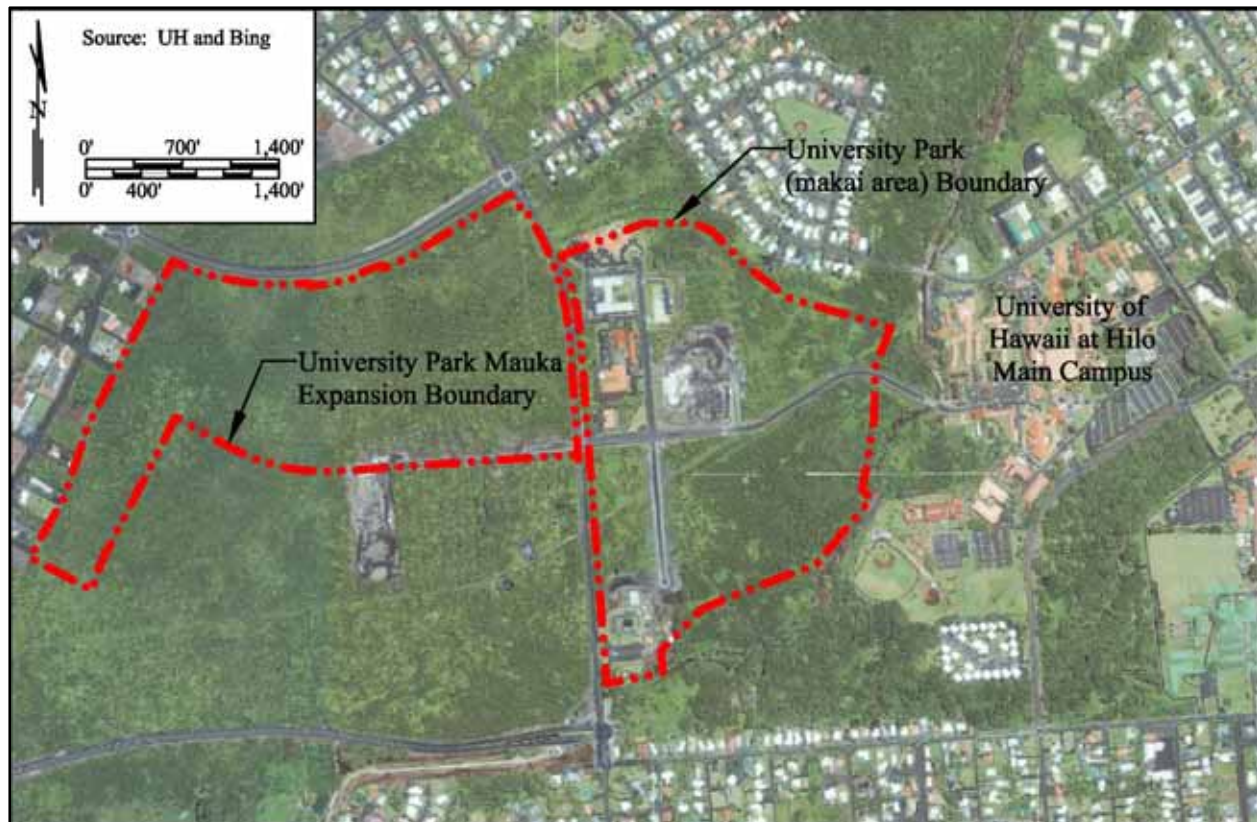 Source: UH and Bing
N
0' 700' 1,400'
0' 400' 1,400'
University Park
(makai area) Boundary
University of
Hawaii at Hilo
Main Campus
University Park Mauka
Expansion Boundary